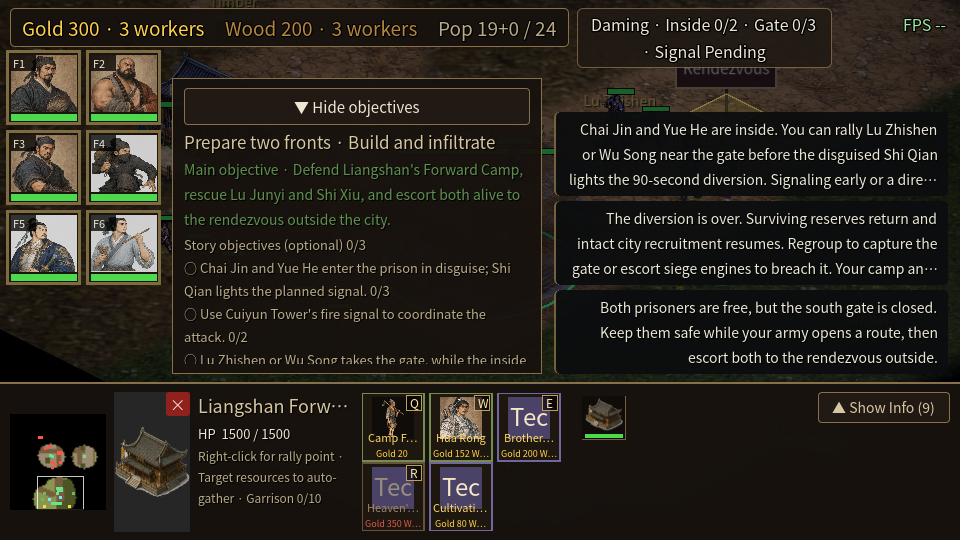 Gold 300 · 3 workers
Wood 200 · 3 workers
Pop 19+0 / 24
Daming · Inside 0/2 · Gate 0/3
· Signal Pending
FPS --
Timber
Rendezvous
F1
F2
F3
F4
F5
F6
▼ Hide objectives
Prepare two fronts · Build and infiltrate
Main objective · Defend Liangshan's Forward Camp,
rescue Lu Junyi and Shi Xiu, and escort both alive to
the rendezvous outside the city.
Story objectives (optional) 0/3
○ Chai Jin and Yue He enter the prison in disguise; Shi
Qian lights the planned signal. 0/3
○ Use Cuiyun Tower's fire signal to coordinate the
attack. 0/2
○ Lu Zhishen or Wu Song takes the gate, while the inside
Chai Jin and Yue He are inside. You can rally Lu Zhishen
or Wu Song near the gate before the disguised Shi Qian
lights the 90-second diversion. Signaling early or a dire…
The diversion is over. Surviving reserves return and
intact city recruitment resumes. Regroup to capture the
gate or escort siege engines to breach it. Your camp an…
Both prisoners are free, but the south gate is closed.
Keep them safe while your army opens a route, then
escort both to the rendezvous outside.
Liangshan Forw…
HP 1500 / 1500
Right-click for rally point ·
Target resources to auto-
gather · Garrison 0/10
Q
Camp F…
Gold 20
W
Hua Rong
Gold 152 W…
E
Tec
Brother…
Gold 200 W…
R
Tec
Heaven'…
Gold 350 W…
Tec
Cultivati…
Gold 80 W…
▲ Show Info (9)